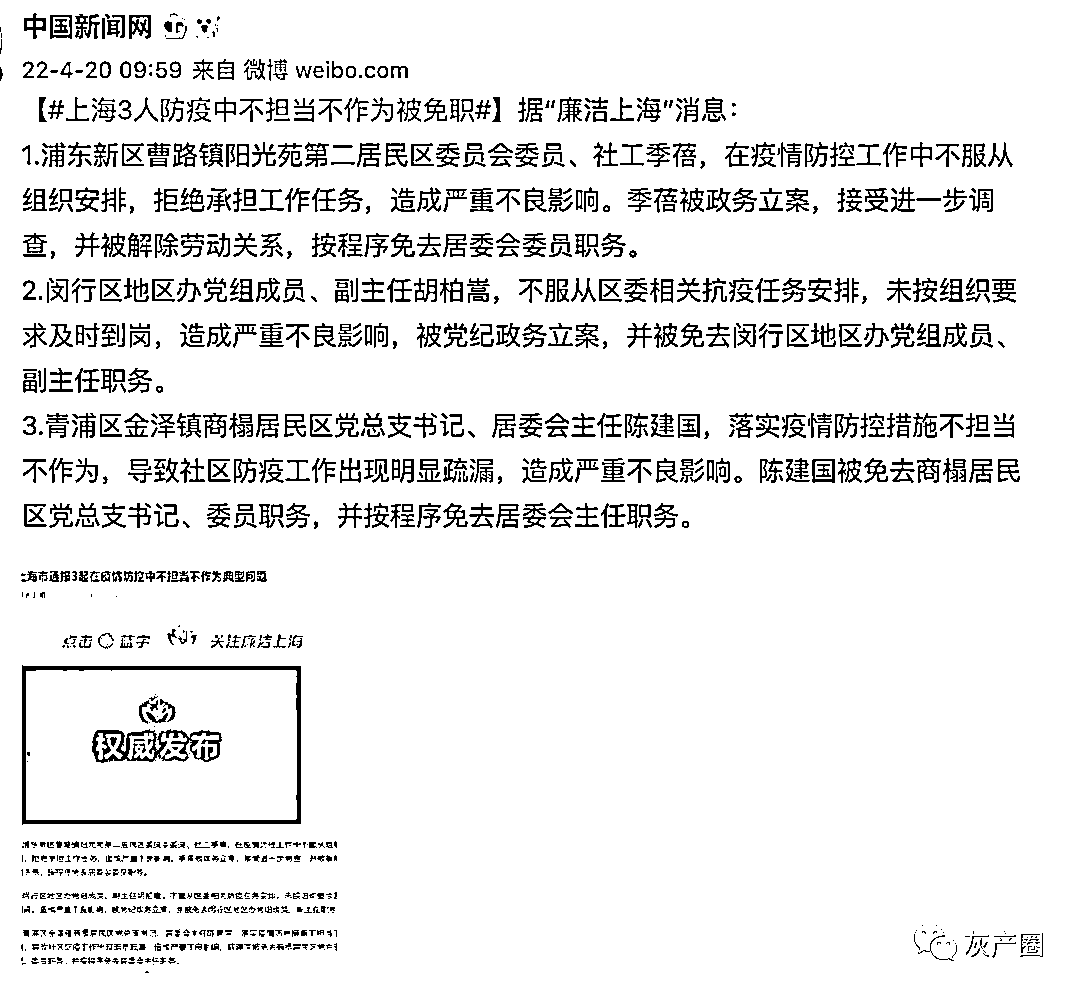 中国新闻网
22-4-20 09:59 来自 微博 weibo.com
【#上海3人防疫中不担当不作为被免职#】据“廉洁上海”消息：
1.浦东新区曹路镇阳光苑第二居民区委员会委员、社工季蓓，在疫情防控工作中不服从
组织安排，拒绝承担工作任务，造成严重不良影响。季蓓被政务立案，接受进一步调
查，并被解除劳动关系，按程序免去居委会委员职务。
2.闵行区地区办党组成员、副主任胡柏嵩，不服从区委相关抗疫任务安排，未按组织要
求及时到岗，造成严重不良影响，被党纪政务立案，并被免去闵行区地区办党组成员、
副主任职务。
3.青浦区金泽镇商榻居民区党总支书记、居委会主任陈建国，落实疫情防控措施不担当
不作为，导致社区防疫工作出现明显疏漏，造成严重不良影响。陈建国被免去商榻居民
区党总支书记、委员职务，并按程序免去居委会主任职务。
海市通报3起在疫情防控中不担当不作为典型问题
点击 蓝字 关注廉洁上海
权威发布
灰产圈